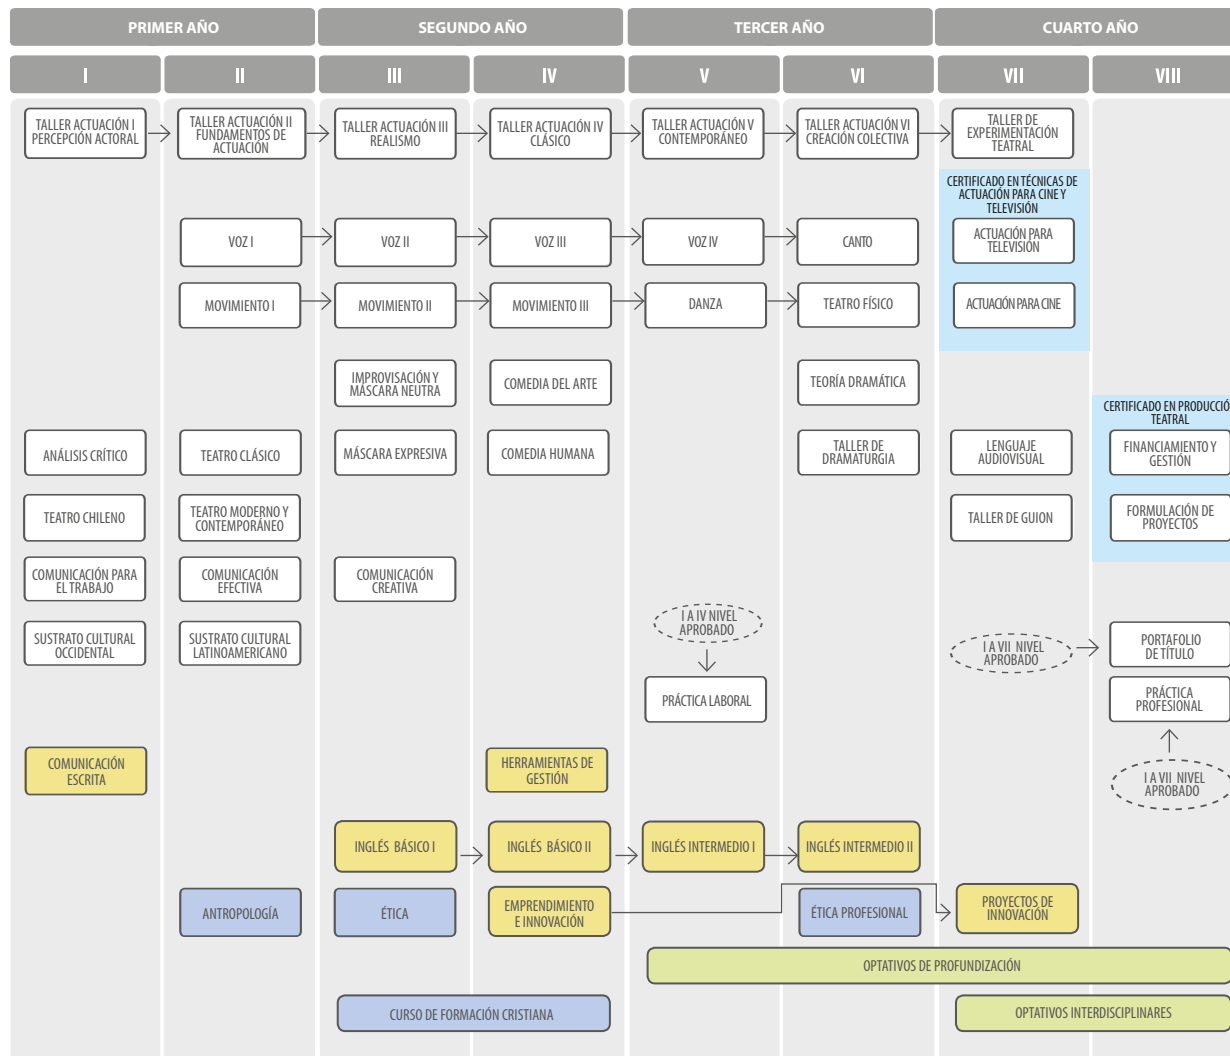 PRIMER AÑO
SEGUNDO AÑO
TERCER AÑO
CUARTO AÑO
I
II
III
IV
V
VI
VII
VIII
TALLER ACTUACIÓN I
PERCEPCIÓN ACTORAL
TALLER ACTUACIÓN II
FUNDAMENTOS DE
ACTUACIÓN
TALLER ACTUACIÓN III
REALISMO
TALLER ACTUACIÓN IV
CLÁSICO
TALLER ACTUACIÓN V
CONTEMPORÁNEO
TALLER ACTUACIÓN VI
CREACIÓN COLECTIVA
TALLER DE
EXPERIMENTACIÓN
TEATRAL
CERTIFICADO EN TÉCNICAS DE
ACTUACIÓN PARA CINE Y
TELEVISIÓN
VOZ I
VOZ II
VOZ III
VOZ IV
CANTO
ACTUACIÓN PARA
TELEVISIÓN
MOVIMIENTO I
MOVIMIENTO II
MOVIMIENTO III
DANZA
TEATRO FÍSICO
ACTUACIÓN PARA CINE
IMPROVISACIÓN Y
MÁSCARA NEUTRA
COMEDIA DEL ARTE
TEORÍA DRAMÁTICA
CERTIFICADO EN PRODUCCIÓ
TEATRAL
ANÁLISIS CRÍTICO
TEATRO CLÁSICO
MÁSCARA EXPRESIVA
COMEDIA HUMANA
TALLER DE
DRAMATURGIA
LENGUAJE
AUDIOVISUAL
FINANCIAMIENTO Y
GESTIÓN
TEATRO CHILENO
TEATRO MODERNO Y
CONTEMPORÁNEO
TALLER DE GUION
FORMULACIÓN DE
PROYECTOS
COMUNICACIÓN PARA
EL TRABAJO
COMUNICACIÓN
EFECTIVA
COMUNICACIÓN
CREATIVA
SUSTRATO CULTURAL
OCCIDENTAL
SUSTRATO CULTURAL
LATINOAMERICANO
I A IV NIVEL
APROBADO
I A VII NIVEL
APROBADO
PORTAFOLIO
DE TÍTULO
PRÁCTICA LABORAL
PRÁCTICA
PROFESIONAL
COMUNICACIÓN
ESCRITA
HERRAMIENTAS DE
GESTIÓN
I A VII NIVEL
APROBADO
INGLÉS BÁSICO I
INGLÉS BÁSICO II
INGLÉS INTERMEDIO I
INGLÉS INTERMEDIO II
ANTROPOLOGÍA
ÉTICA
EMPRENDIMIENTO
E INNOVACIÓN
ÉTICA PROFESIONAL
PROYECTOS DE
INNOVACIÓN
OPTATIVOS DE PROFUNDIZACIÓN
CURSO DE FORMACIÓN CRISTIANA
OPTATIVOS INTERDISCIPLINARES